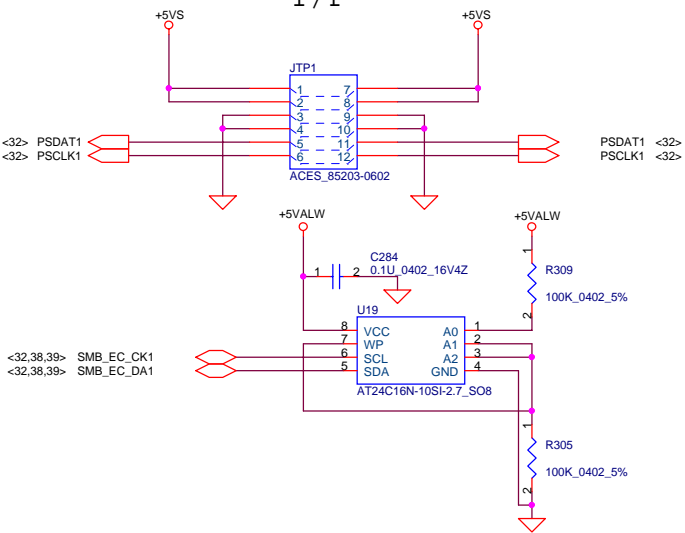 1 / 1
+5VS +5VS
JTP1
1 7
2 8
3 9
4 10
<32> PSDAT1 5 11 PSDAT1 <32>
<32> PSCLK1 6 12 PSCLK1 <32>
ACES_85203-0602
+5VALW +5VALW
C284
1 2 0.1U_0402_16V4Z
1
R309
100K_0402_5%
2
U19
8 VCC A0 1
7 WP A1 2
<32,38,39> SMB_EC_CK1 6 SCL A2 3
<32,38,39> SMB_EC_DA1 5 SDA GND 4
AT24C16N-10SI-2.7_SO8
1
R305
100K_0402_5%
2